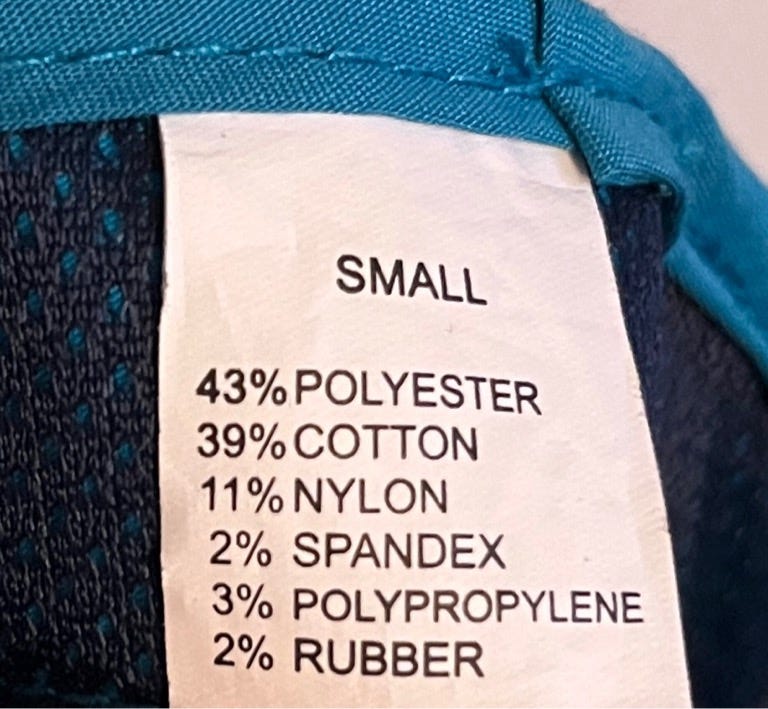 SMALL
43% POLYESTER
39% COTTON
11% NYLON
2% SPANDEX
3% POLYPROPYLENE
2% RUBBER